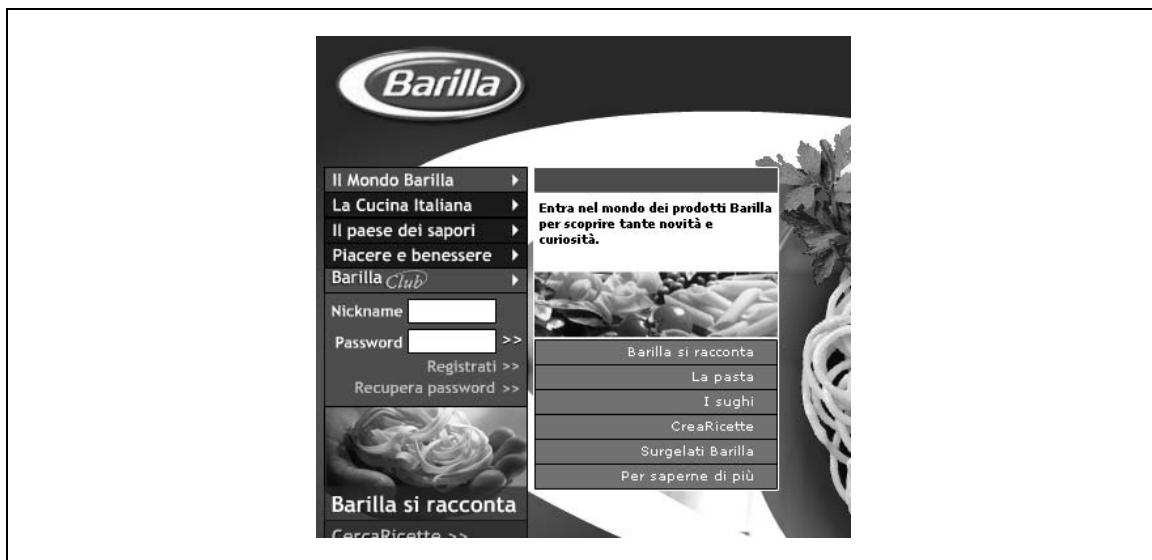 Barilla
Il Mondo Barilla
La Cucina Italiana
Il paese dei sapori
Piacere e benessere
Barilla Club
Nickname
Password >>
Registrati >>
Recupera password >>
Barilla si racconta
CercaRicette >>
Entra nel mondo dei prodotti Barilla
per scoprire tante novità e
curiosità.
Barilla si racconta
La pasta
I sughi
CreaRicette
Surgelati Barilla
Per saperne di più